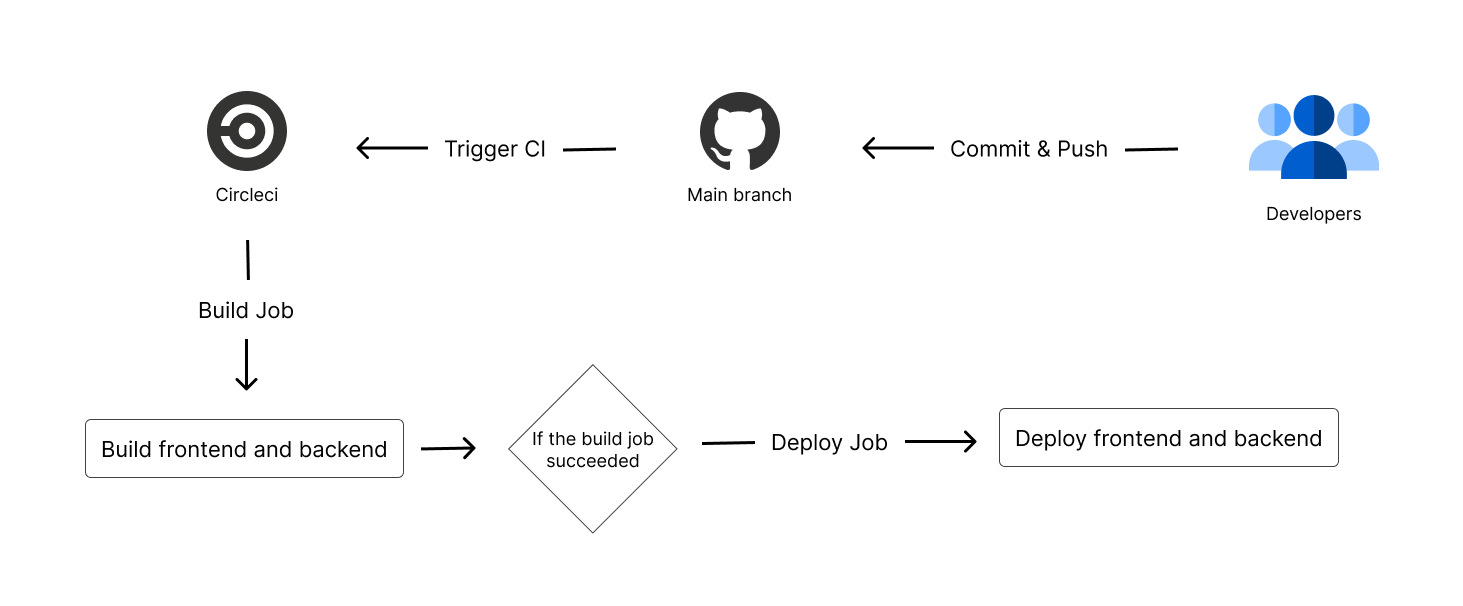 Trigger CI
Commit & Push
Circleci
Main branch
Developers
Build Job
Build frontend and backend
If the build job
succeeded
Deploy Job
Deploy frontend and backend